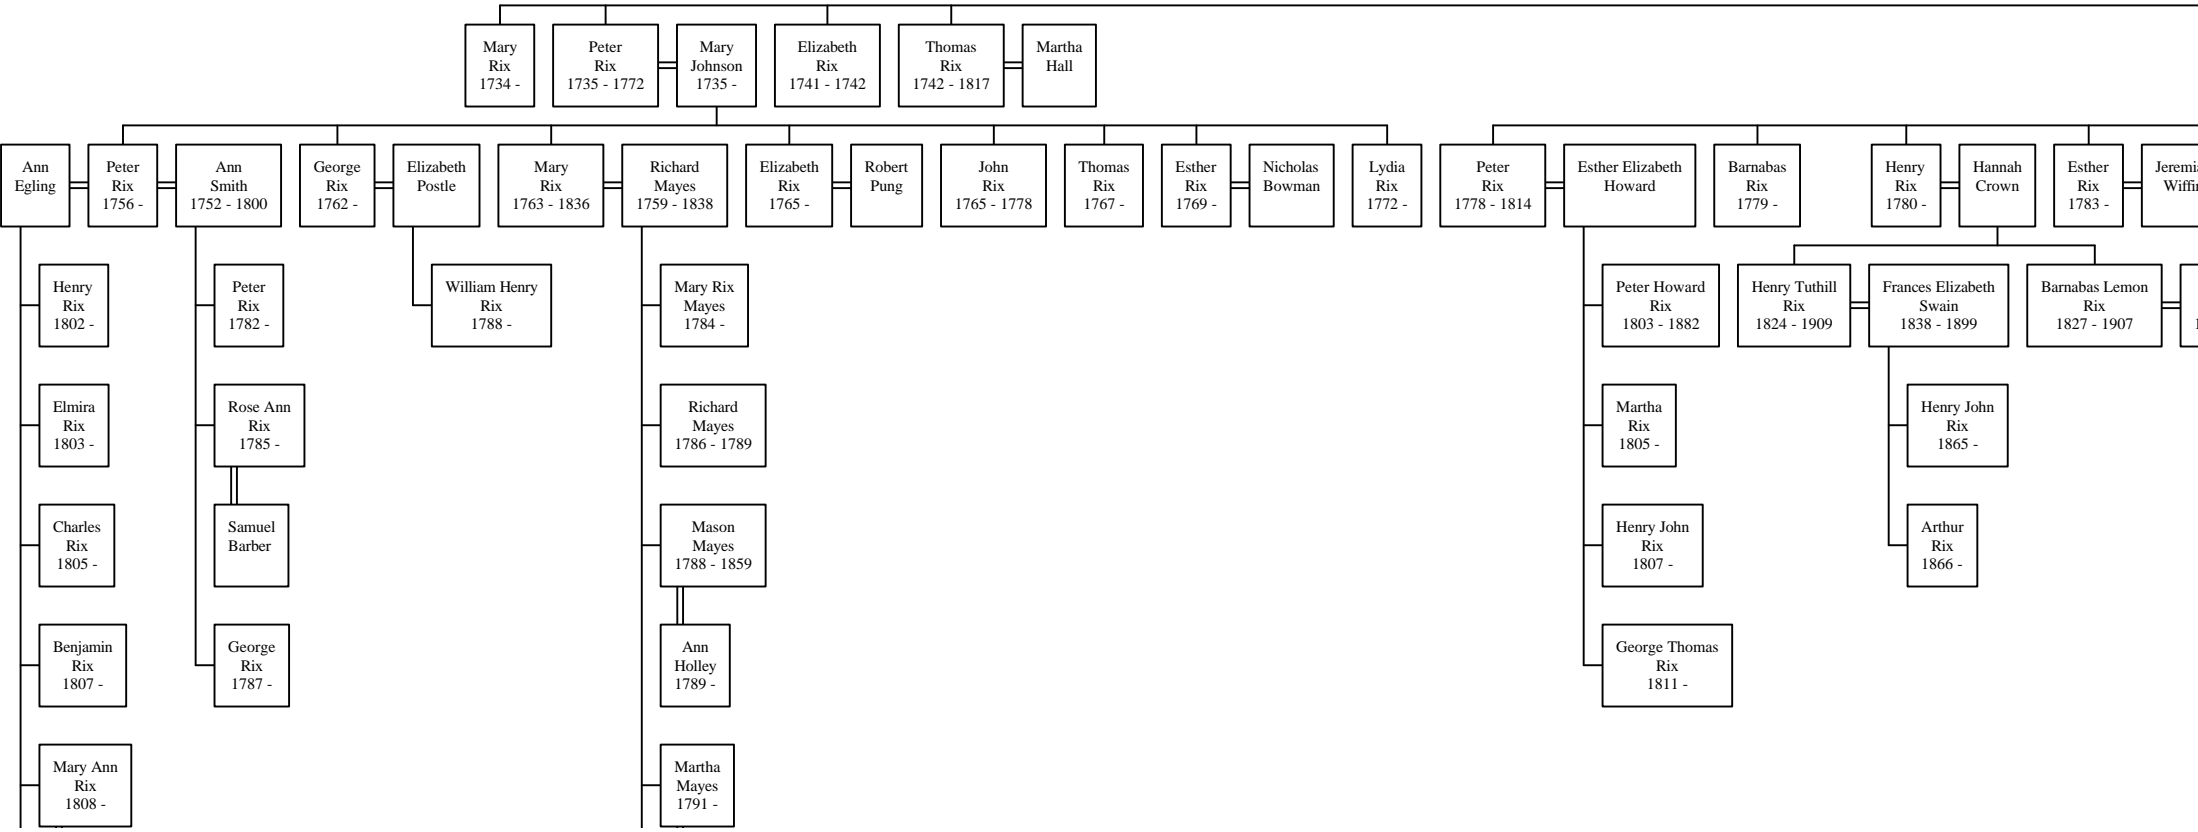 Mary
Rix
1734 -
Peter
Rix
1735 - 1772
Mary
Johnson
1735 -
Elizabeth
Rix
1741 - 1742
Thomas
Rix
1742 - 1817
Martha
Hall
Ann
Egling
Peter
Rix
1756 -
Ann
Smith
1752 - 1800
George
Rix
1762 -
Elizabeth
Postle
Mary
Rix
1763 - 1836
Richard
Mayes
1759 - 1838
Elizabeth
Rix
1765 -
Robert
Pung
John
Rix
1765 - 1778
Thomas
Rix
1767 -
Esther
Rix
1769 -
Nicholas
Bowman
Lydia
Rix
1772 -
Peter
Rix
1778 - 1814
Esther Elizabeth
Howard
Barnabas
Rix
1779 -
Henry
Rix
1780 -
Hannah
Crown
Esther
Rix
1783 -
Henry
Rix
1802 -
Peter
Rix
1782 -
William Henry
Rix
1788 -
Mary Rix
Mayes
1784 -
Peter Howard
Rix
1803 - 1882
Henry Tuthill
Rix
1824 - 1909
Frances Elizabeth
Swain
1838 - 1899
Barnabas Lemon
Rix
1827 - 1907
Elmira
Rix
1803 -
Rose Ann
Rix
1785 -
Richard
Mayes
1786 - 1789
Martha
Rix
1805 -
Henry John
Rix
1865 -
Charles
Rix
1805 -
Samuel
Barber
Mason
Mayes
1788 - 1859
Henry John
Rix
1807 -
Arthur
Rix
1866 -
Benjamin
Rix
1807 -
George
Rix
1787 -
Ann
Holley
1789 -
George Thomas
Rix
1811 -
Mary Ann
Rix
1808 -
Martha
Mayes
1791 -